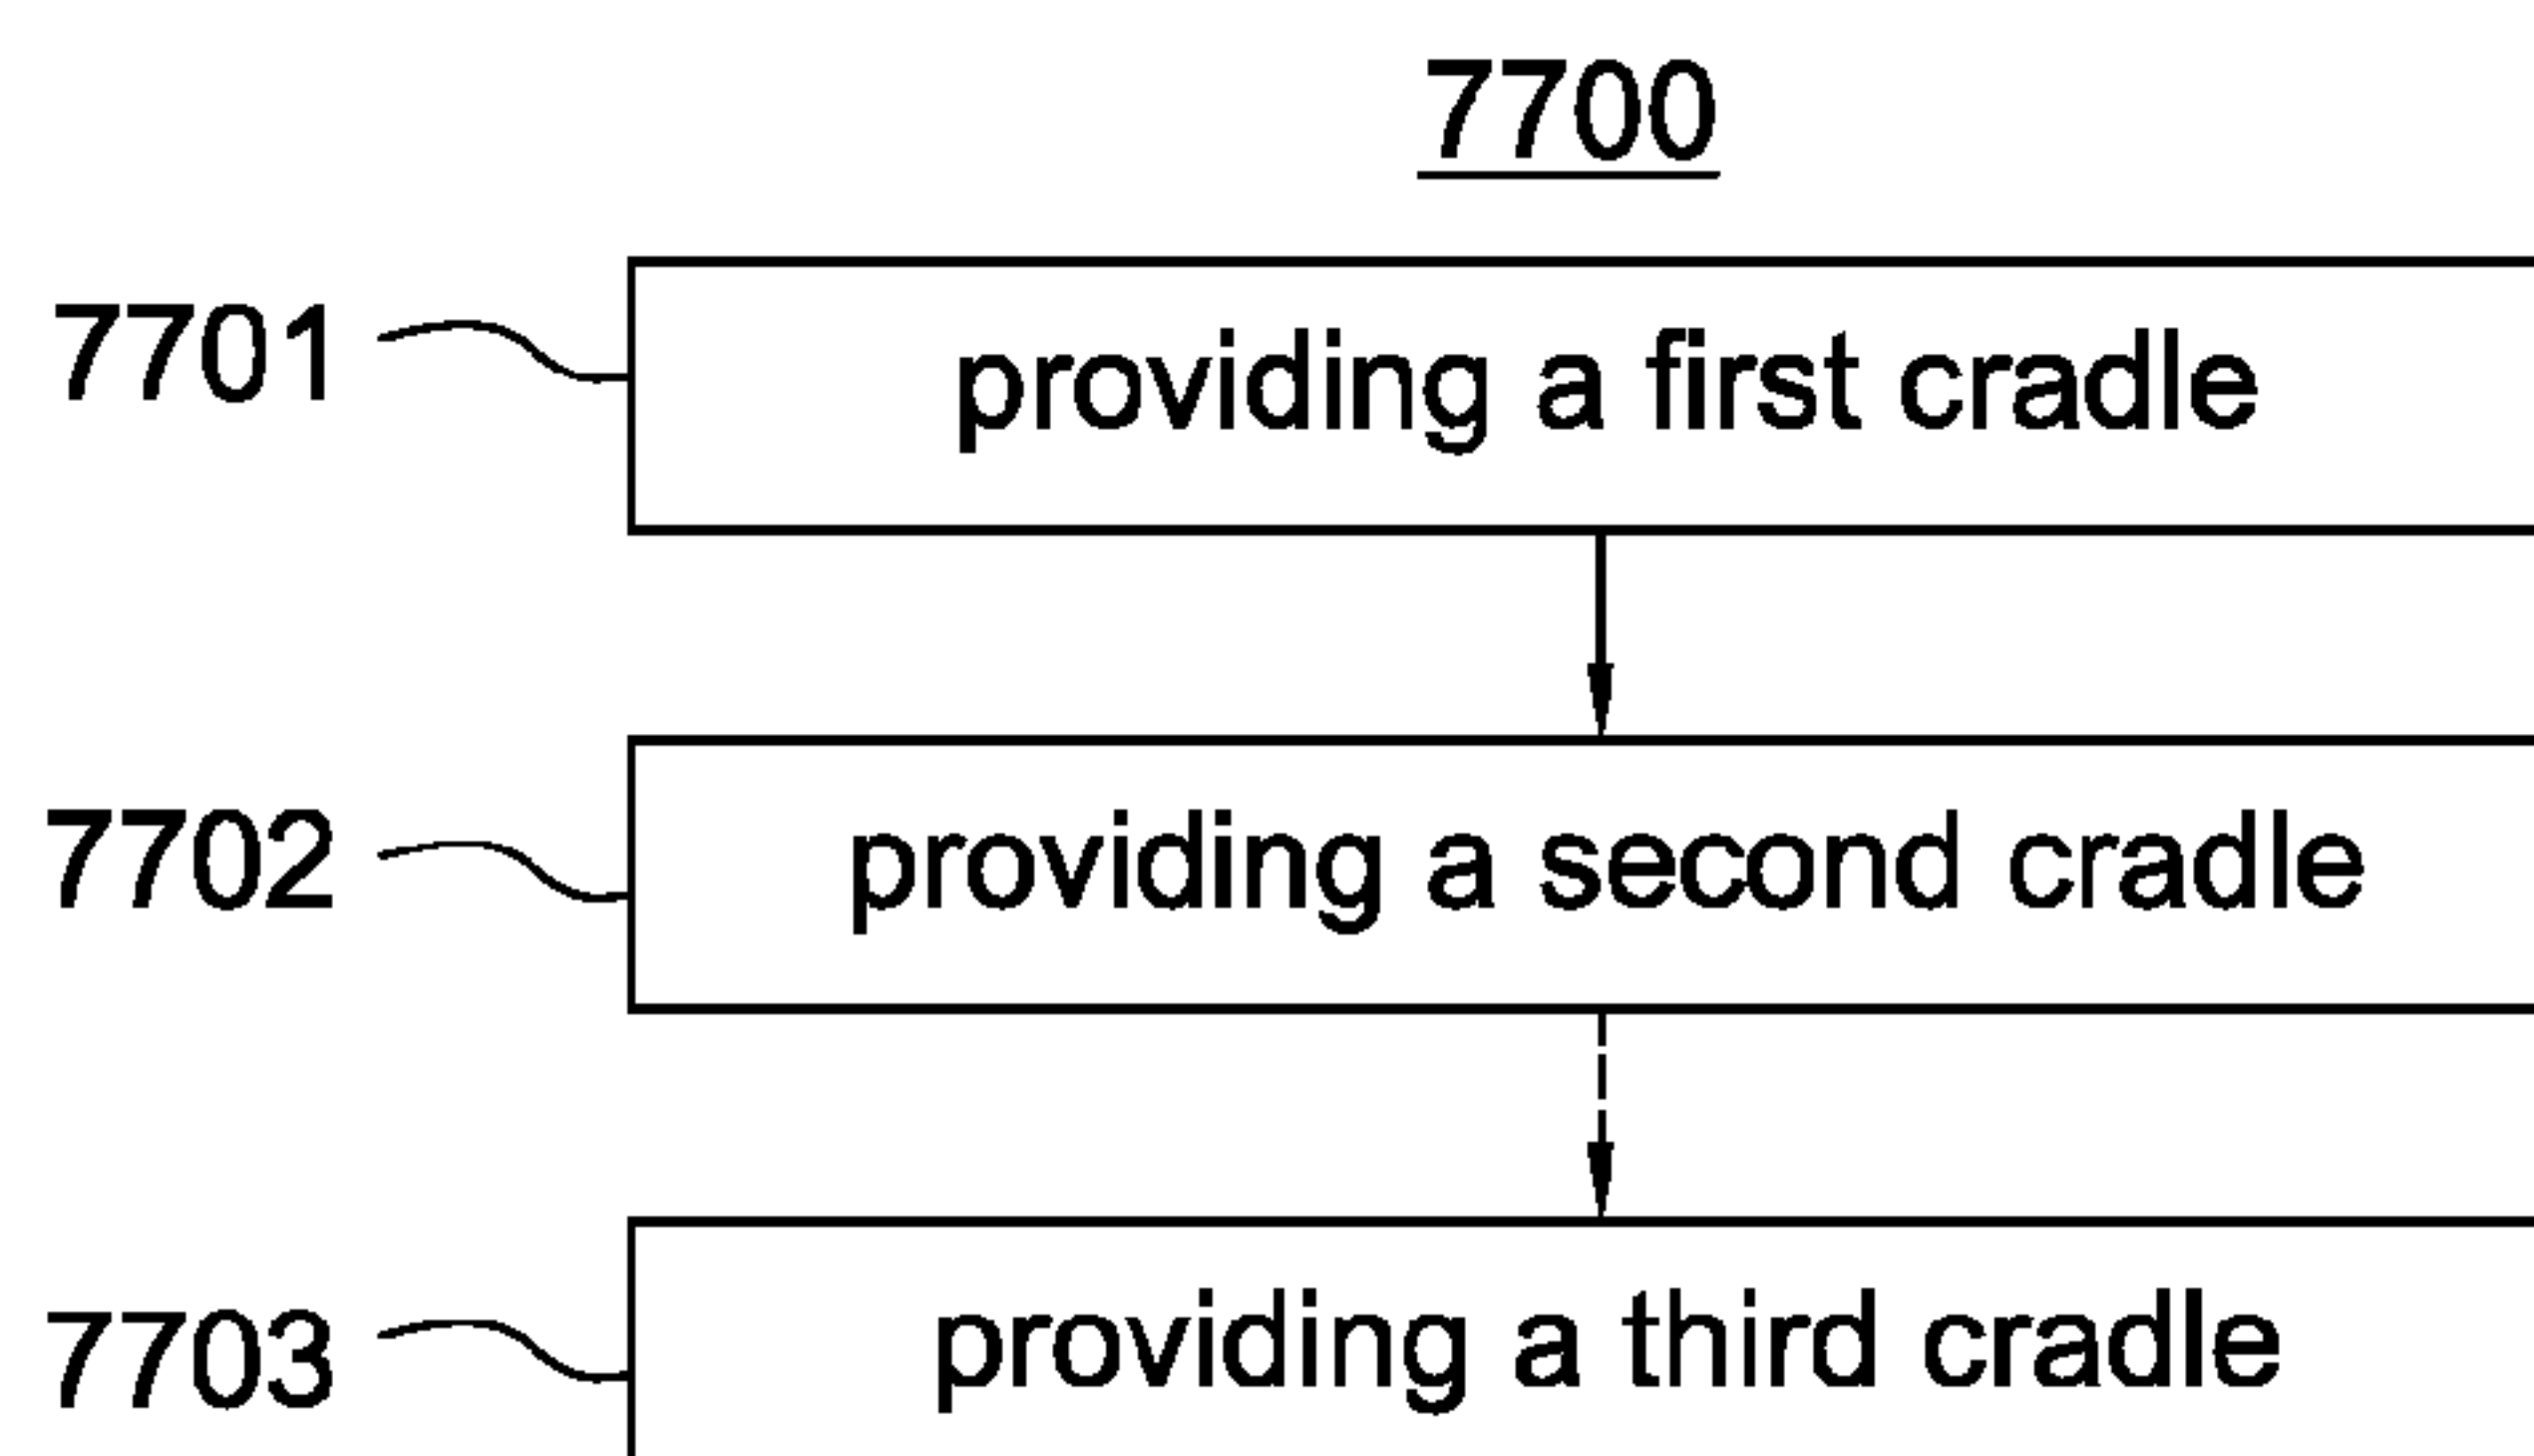 7700
7701 providing a first cradle
7702 providing a second cradle
7703 providing a third cradle